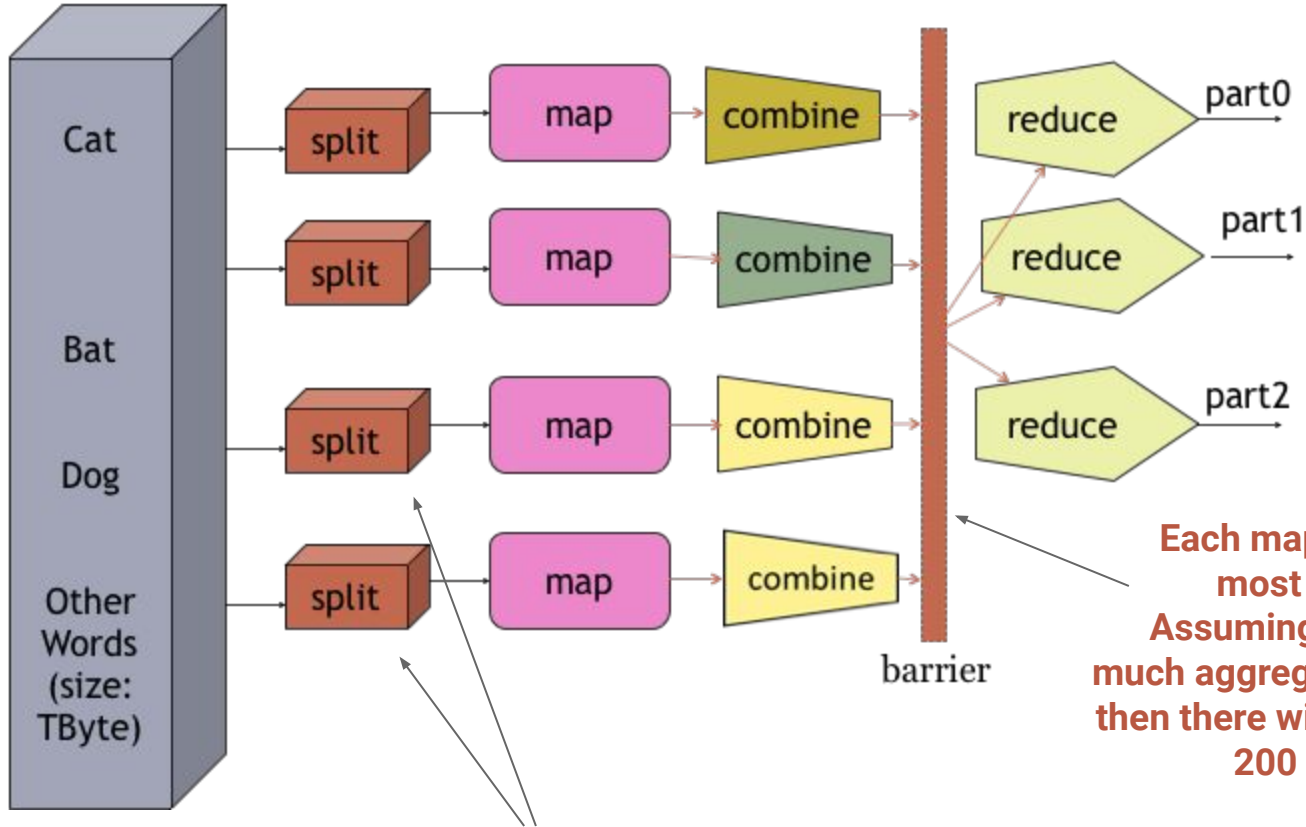 Cat
Bat
Dog
Other
Words
(size:
TByte)
split
map
combine
reduce
part0
split
map
combine
reduce
part1
split
map
combine
reduce
part2
split
map
combine
barrier
Each map
most
Assuming
much aggreg
then there wi
200